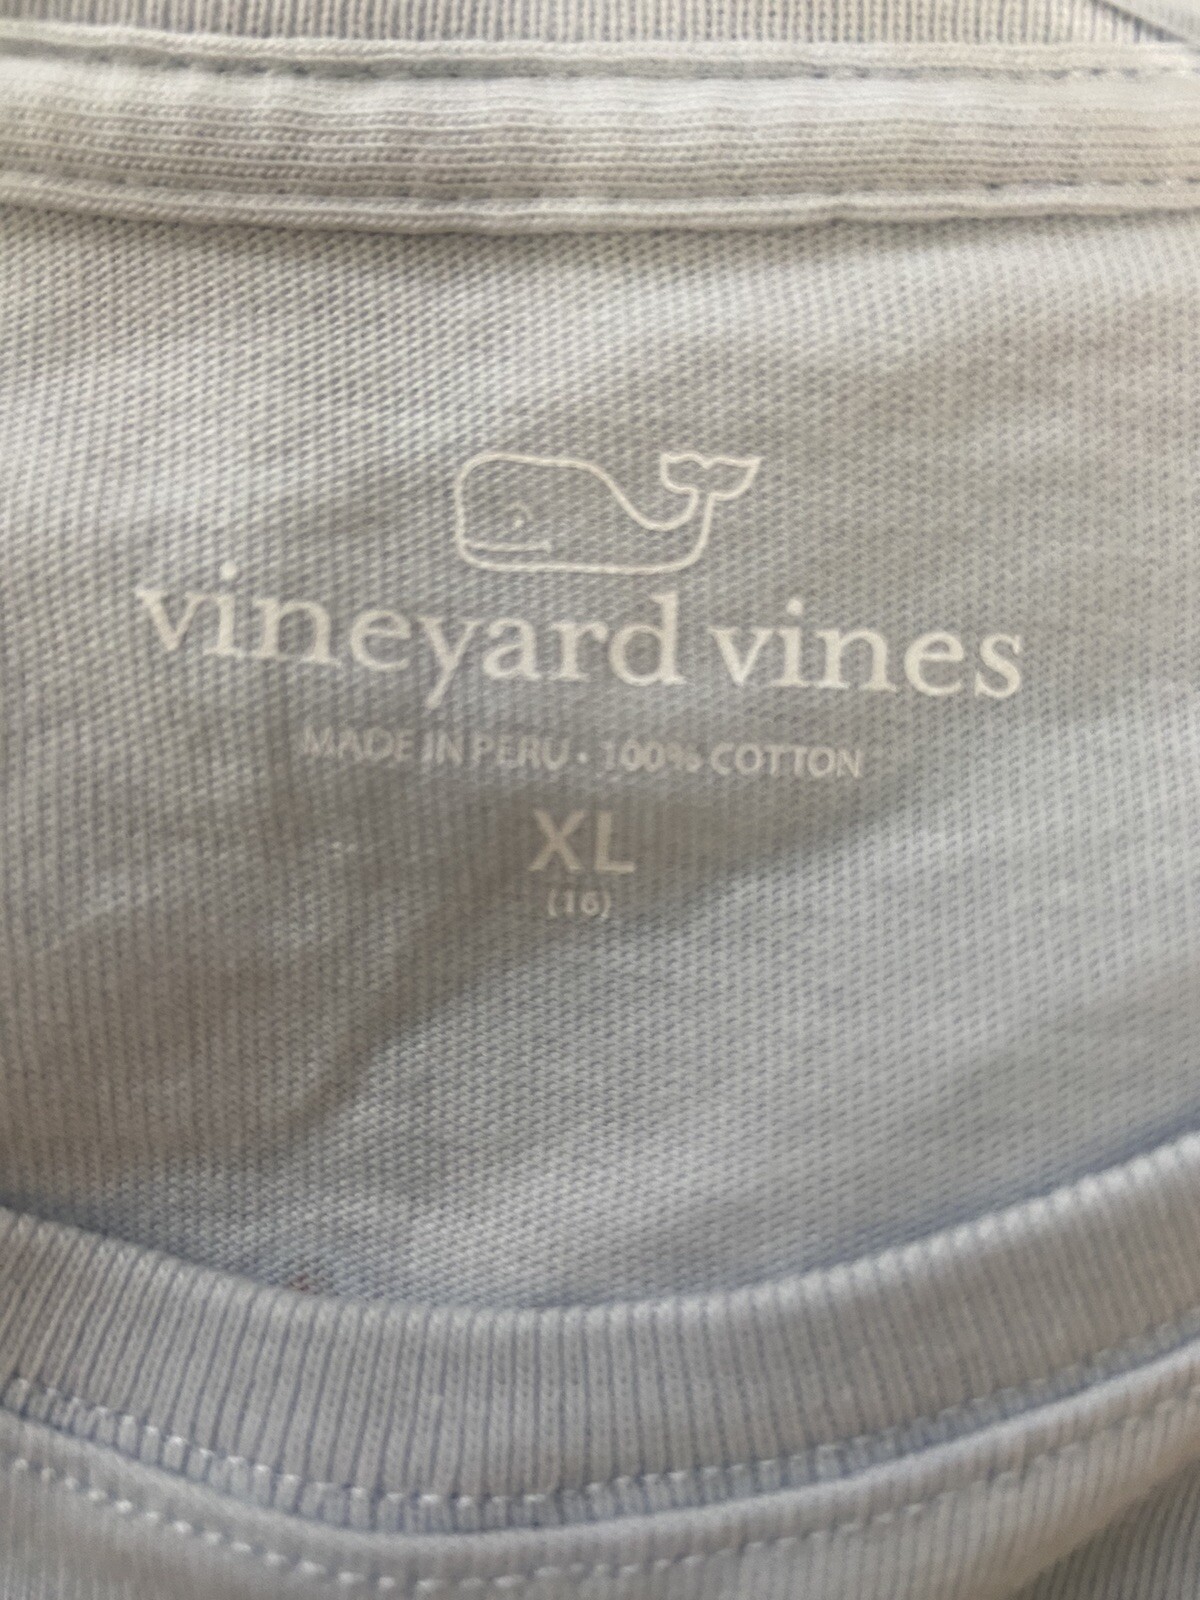 vineyard vines
MADE IN PERU • 100% COTTON
XL
(16)